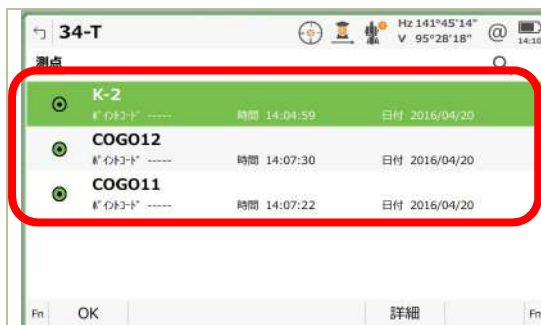 34-T
Hz 141°45'14"
V 95°28'18"
@
14:10
測点
K-2
ﾎﾟｲﾝﾄｺｰﾄﾞ ----- 時間 14:04:59 日付 2016/04/20
COGO12
ﾎﾟｲﾝﾄｺｰﾄﾞ ----- 時間 14:07:30 日付 2016/04/20
COGO11
ﾎﾟｲﾝﾄｺｰﾄﾞ ----- 時間 14:07:22 日付 2016/04/20
Fn OK 詳細 Fn